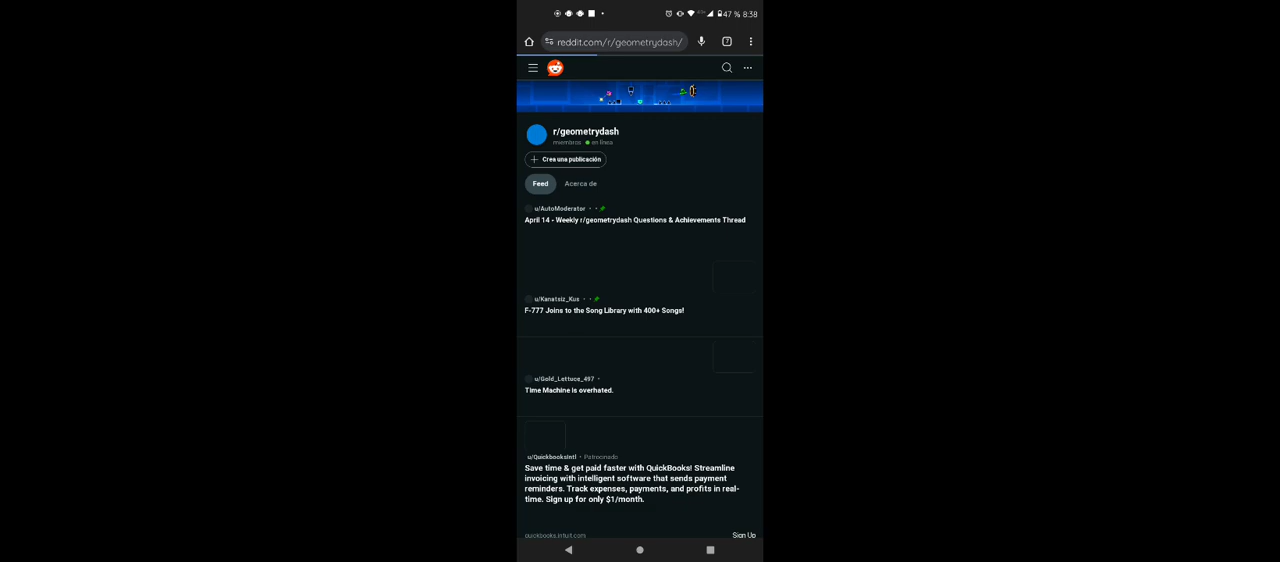 47 % 8:38
reddit.com/r/geometrydash/
7
r/geometrydash
miembros en línea
Crea una publicación
Feed Acerca de
u/AutoModerator
April 14 - Weekly r/geometrydash Questions & Achievements Thread
u/Kanatsiz_Kus
F-777 Joins to the Song Library with 400+ Songs!
u/Gold_Lettuce_497
Time Machine is overhated.
u/QuickbooksIntl • Patrocinado
Save time & get paid faster with QuickBooks! Streamline
invoicing with intelligent software that sends payment
reminders. Track expenses, payments, and profits in real-
time. Sign up for only $1/month.
quickbooks.intuit.com Sign Up